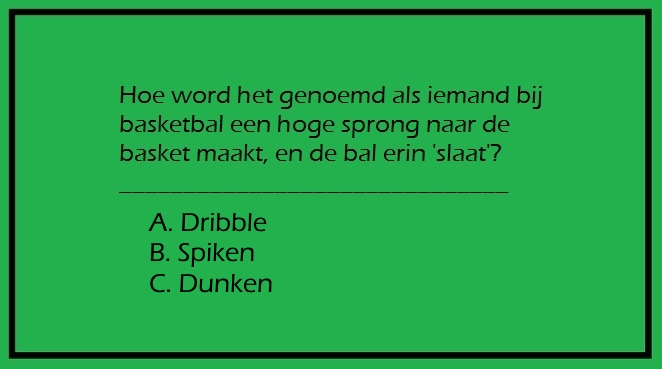 Hoe word het genoemd als iemand bij
basketbal een hoge sprong naar de
basket maakt, en de bal erin 'slaat'?
______________________________
A. Dribble
B. Spiken
C. Dunken